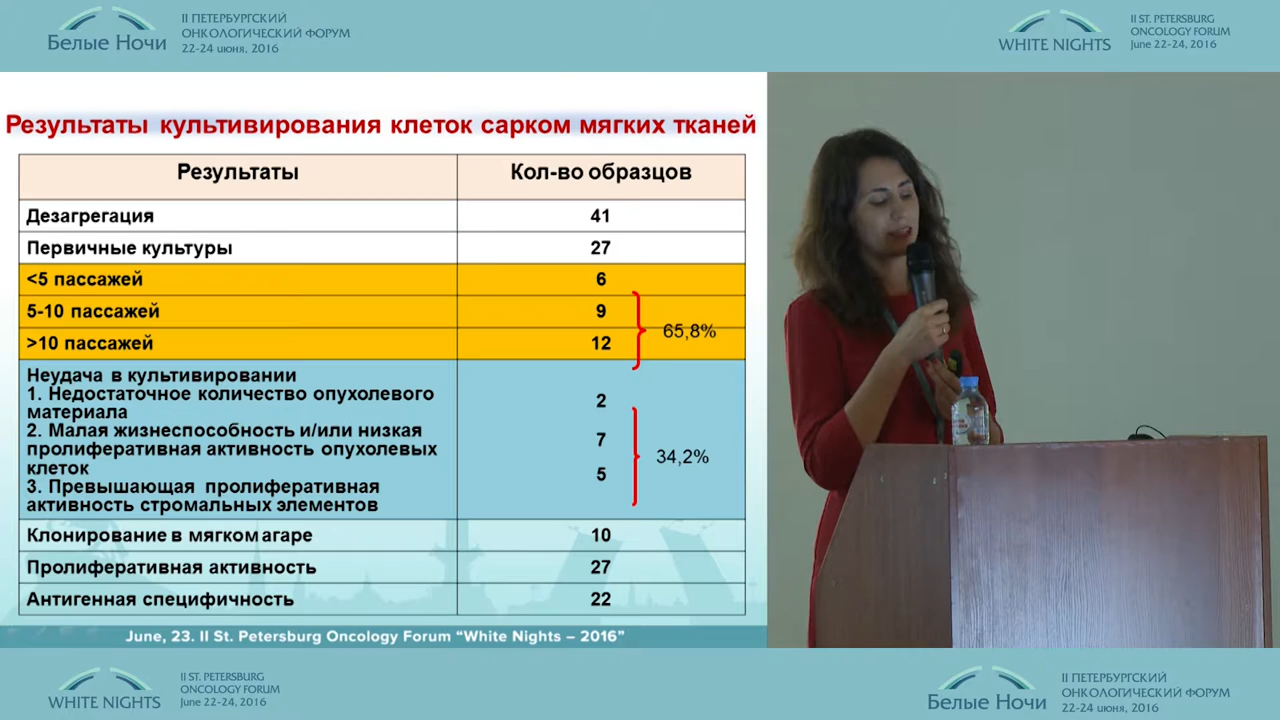 Белые Ночи
II ПЕТЕРБУРГСКИЙ
ОНКОЛОГИЧЕСКИЙ ФОРУМ
22-24 июня, 2016
WHITE NIGHTS
II ST. PETERSBURG
ONCOLOGY FORUM
June 22-24, 2016
Результаты культивирования клеток сарком мягких тканей
Результаты Кол-во образцов
Дезагрегация 41
Первичные культуры 27
<5 пассажей 6
5-10 пассажей 9
>10 пассажей 12
65,8%
Неудача в культивировании
1. Недостаточное количество опухолевого
материала
2
2. Малая жизнеспособность и/или низкая
пролиферативная активность опухолевых
клеток
7
3. Превышающая пролиферативная
активность стромальных элементов
5
34,2%
Клонирование в мягком агаре 10
Пролиферативная активность 27
Антигенная специфичность 22
June, 23. II St. Petersburg Oncology Forum “White Nights – 2016”
WHITE NIGHTS
II ST. PETERSBURG
ONCOLOGY FORUM
June 22-24, 2016
Белые Ночи
II ПЕТЕРБУРГСКИЙ
ОНКОЛОГИЧЕСКИЙ ФОРУМ
22-24 июня, 2016